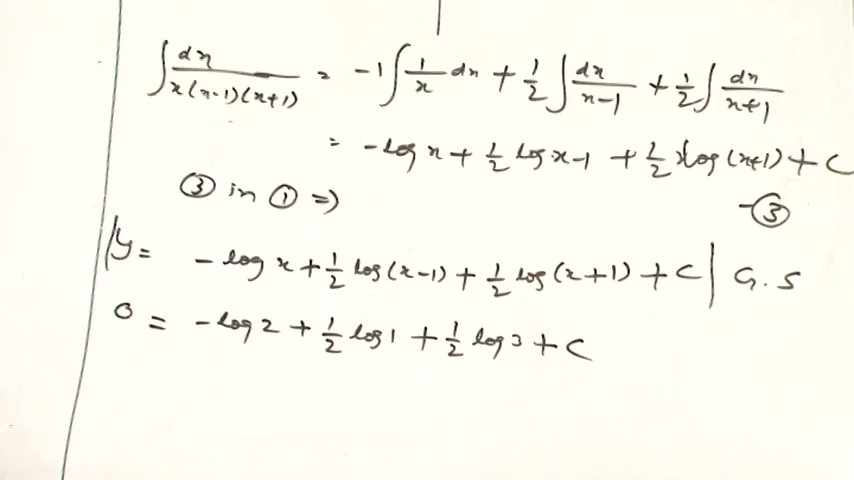 ∫ dx / x(x-1)(x+1) = -1 ∫ 1/x dx + 1/2 ∫ dx / x-1 + 1/2 ∫ dx / x+1
= -log x + 1/2 log x-1 + 1/2 log (x+1) + C
-③
③ in ① ⇒
y = -log x + 1/2 log (x-1) + 1/2 log (x+1) + C | G.S
0 = -log 2 + 1/2 log 1 + 1/2 log 3 + C